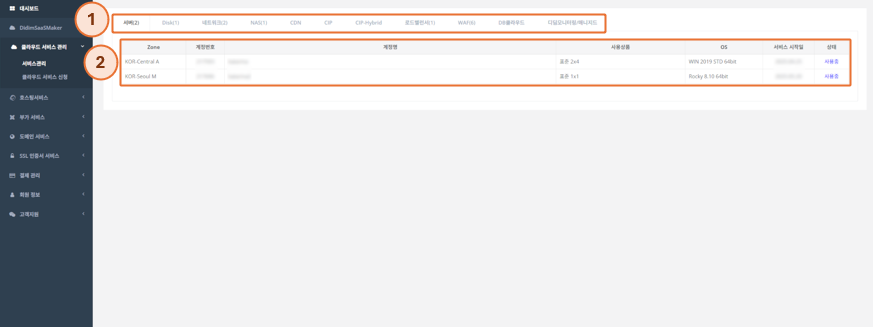 대시보드
DidimSaaSMaker
클라우드 서비스 관리
서비스관리
클라우드 서비스 신청
호스팅서비스
부가 서비스
도메인 서비스
SSL 인증서 서비스
결제 관리
회원 정보
고객지원
1
서버(2) Disk(1) 네트워크(2) NAS(1) CDN CIP CIP-Hybrid 로드밸런서(1) WAF(6) DB클라우드 디딤모니터링/매니지드
2
Zone 계정번호 계정명 사용상품 OS 서비스 시작일 상태
KOR-Central A 표준 2x4 WIN 2019 STD 64bit 사용중
KOR-Seoul M 표준 1x1 Rocky 8.10 64bit 사용중